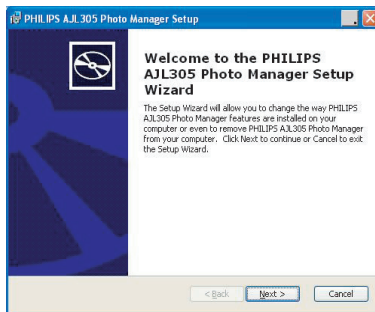 PHILIPS AJL305 Photo Manager Setup
Welcome to the PHILIPS
AJL305 Photo Manager Setup
Wizard
The Setup Wizard will allow you to change the way PHILIPS
AJL305 Photo Manager features are installed on your
computer or even to remove PHILIPS AJL305 Photo Manager
from your computer. Click Next to continue or Cancel to exit
the Setup Wizard.
< Back Next > Cancel